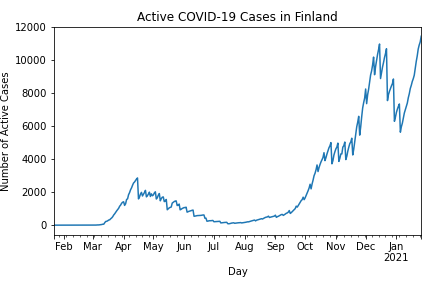 Active COVID-19 Cases in Finland
12000
10000
8000
6000
4000
2000
0
Number of Active Cases
Feb Mar Apr May Jun Jul Aug Sep Oct Nov Dec Jan
2021
Day